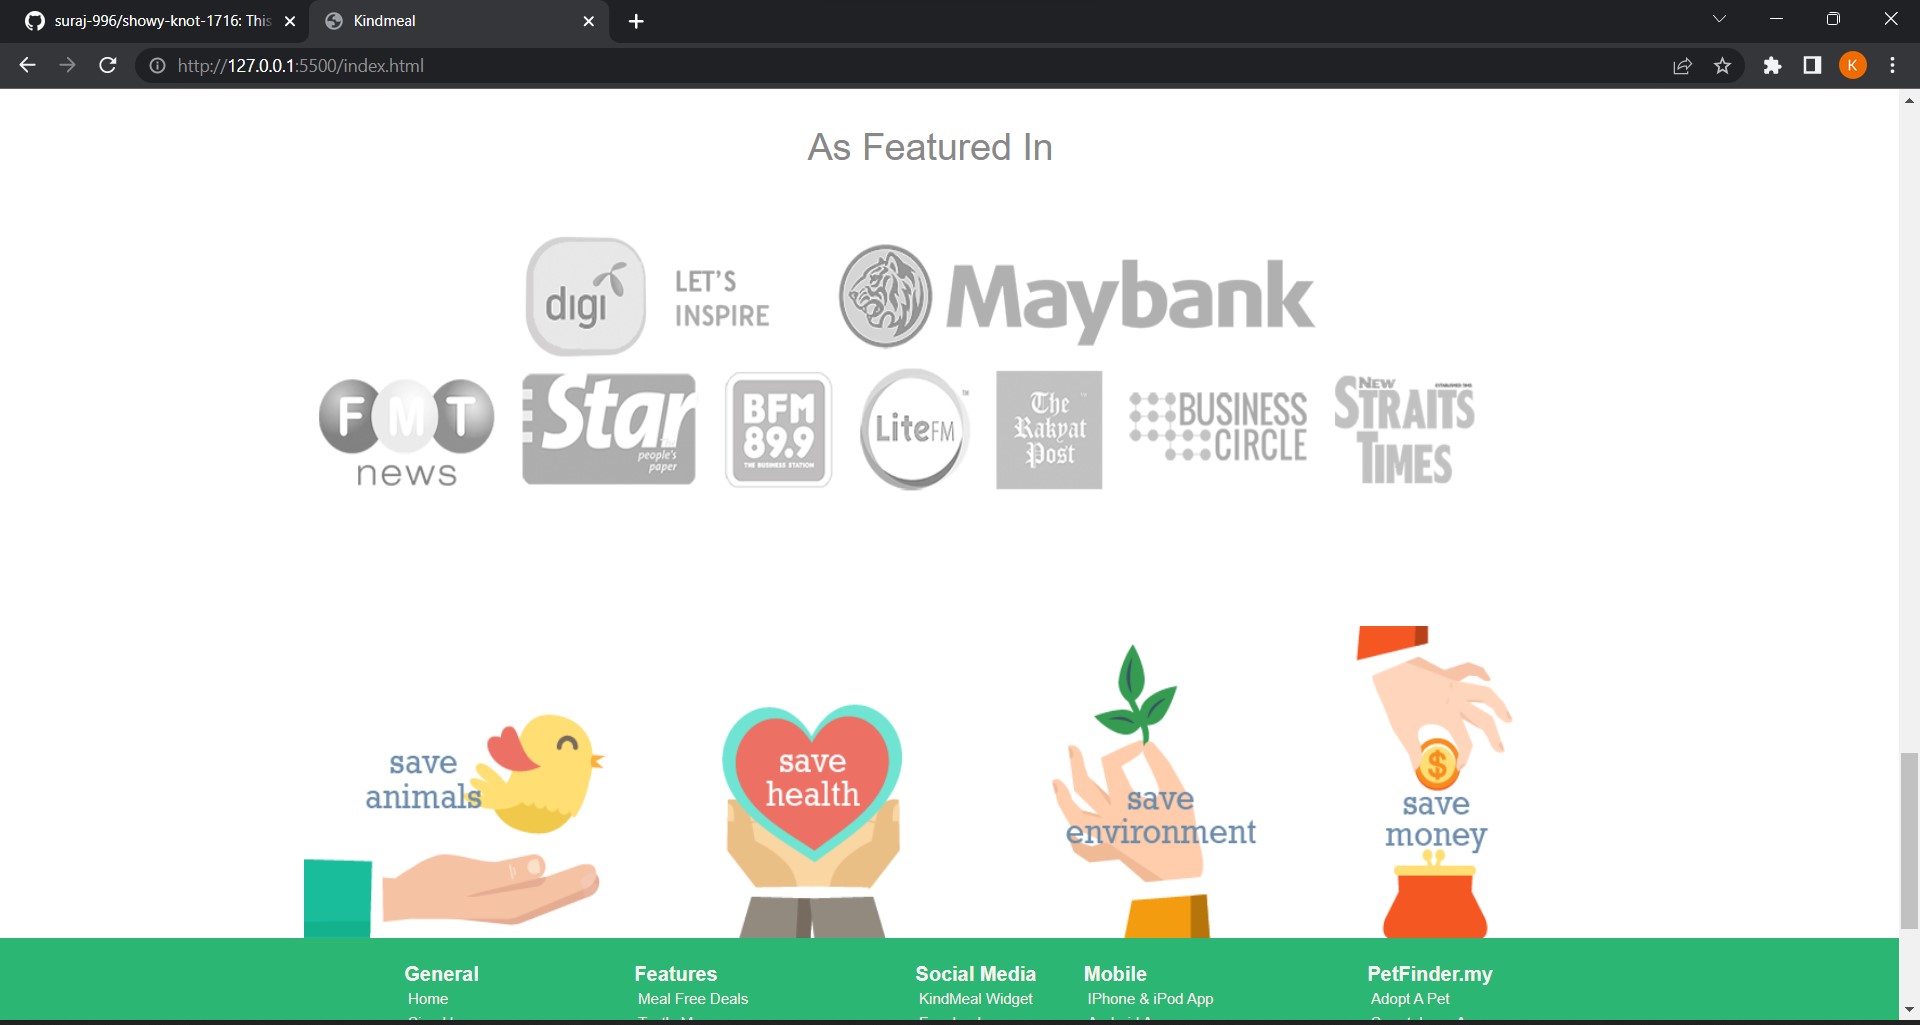 suraj-996/showy-knot-1716: This
Kindmeal
http://127.0.0.1:5500/index.html
K
As Featured In
digi
LET'S
INSPIRE
Maybank
FMT
news
The Star
people's
paper
BFM
89.9
THE BUSINESS STATION
LiteFM
™
The
Rakyat
Post
BUSINESS
CIRCLE
NEW
STRAITS
TIMES
save
animals
save
health
save
environment
$
save
money
General
Features
Social Media
Mobile
PetFinder.my
Home
Meal Free Deals
KindMeal Widget
IPhone & iPod App
Adopt A Pet